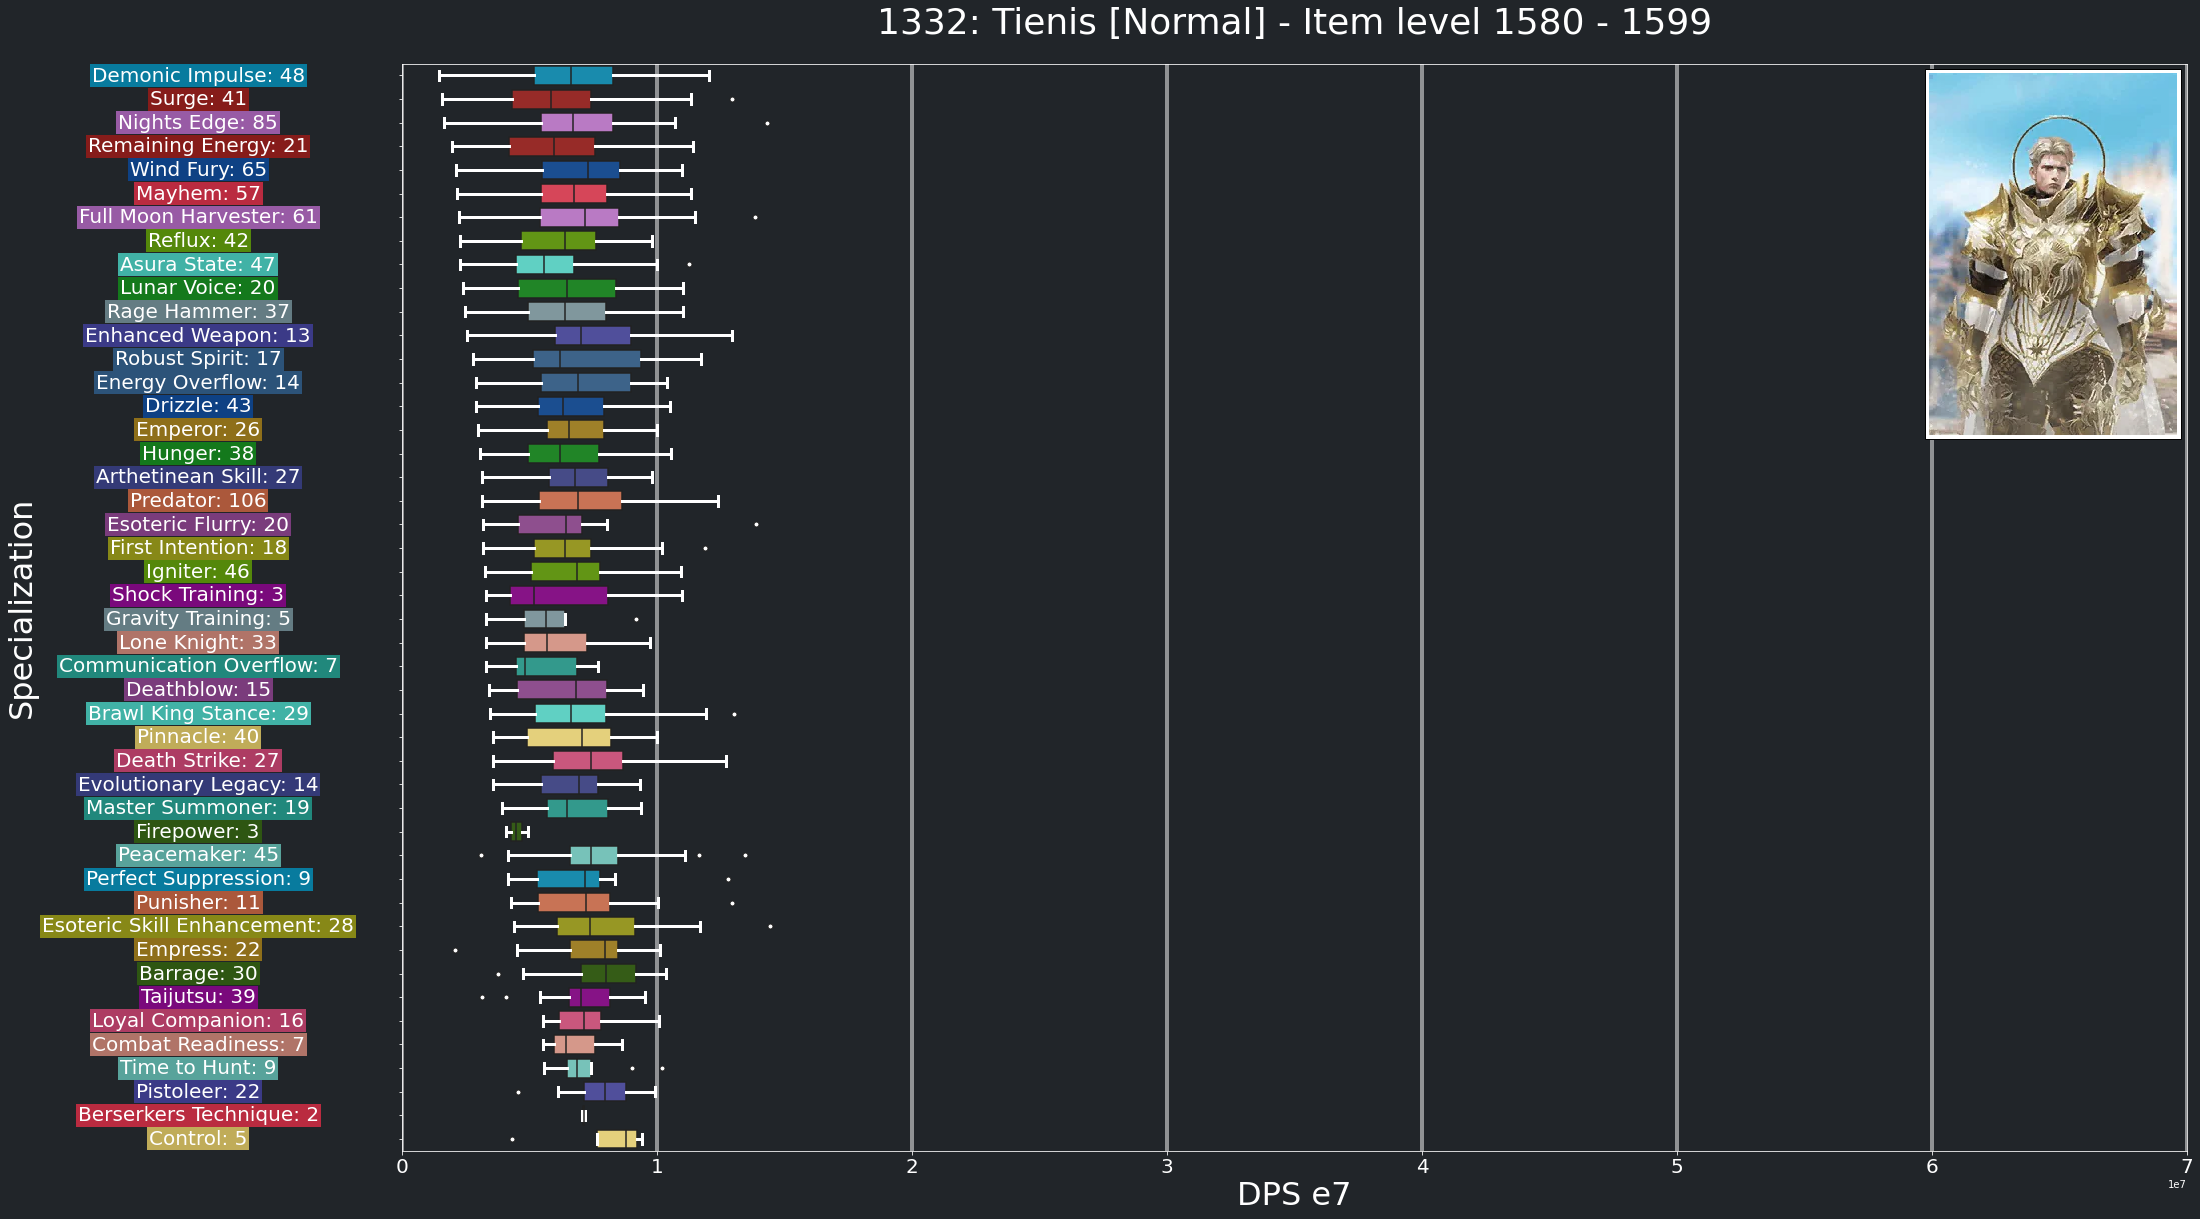 1332: Tienis [Normal] - Item level 1580 - 1599
Demonic Impulse: 48
Surge: 41
Nights Edge: 85
Remaining Energy: 21
Wind Fury: 65
Mayhem: 57
Full Moon Harvester: 61
Reflux: 42
Asura State: 47
Lunar Voice: 20
Rage Hammer: 37
Enhanced Weapon: 13
Robust Spirit: 17
Energy Overflow: 14
Drizzle: 43
Emperor: 26
Hunger: 38
Arthetinean Skill: 27
Predator: 106
Esoteric Flurry: 20
First Intention: 18
Igniter: 46
Shock Training: 3
Gravity Training: 5
Lone Knight: 33
Communication Overflow: 7
Deathblow: 15
Brawl King Stance: 29
Pinnacle: 40
Death Strike: 27
Evolutionary Legacy: 14
Master Summoner: 19
Firepower: 3
Peacemaker: 45
Perfect Suppression: 9
Punisher: 11
Esoteric Skill Enhancement: 28
Empress: 22
Barrage: 30
Taijutsu: 39
Loyal Companion: 16
Combat Readiness: 7
Time to Hunt: 9
Pistoleer: 22
Berserkers Technique: 2
Control: 5
Specialization
0 1 2 3 4 5 6 7
1e7
DPS e7